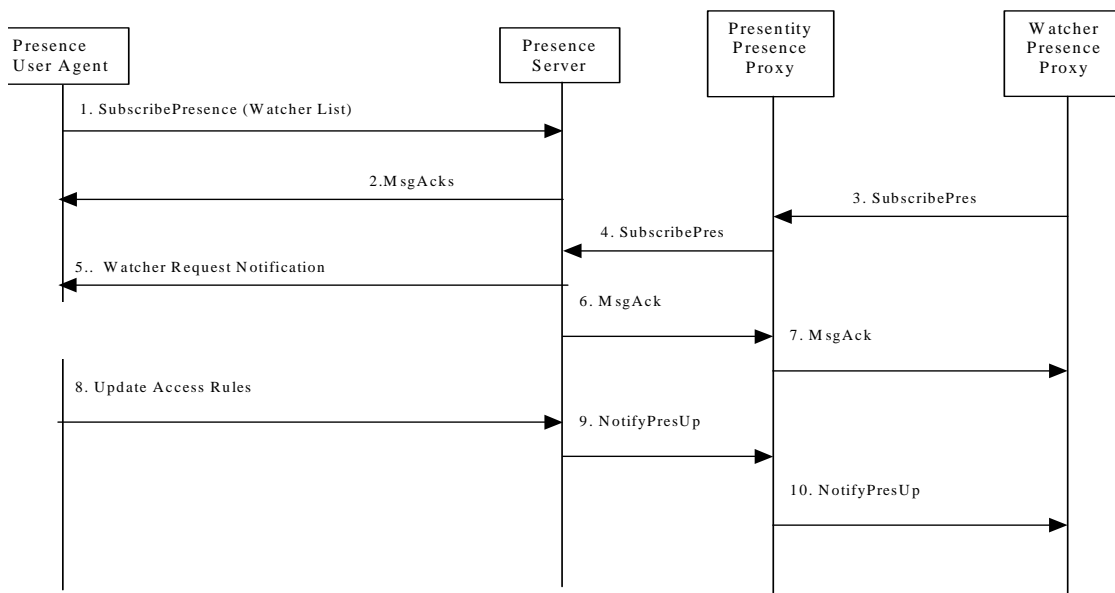 Presence
User Agent
Presence
Server
Presentity
Presence
Proxy
Watcher
Presence
Proxy
1. SubscribePresence (Watcher List)
2.MsgAcks
3. SubscribePres
4. SubscribePres
5.. Watcher Request Notification
6. MsgAck
7. MsgAck
8. Update Access Rules
9. NotifyPresUp
10. NotifyPresUp